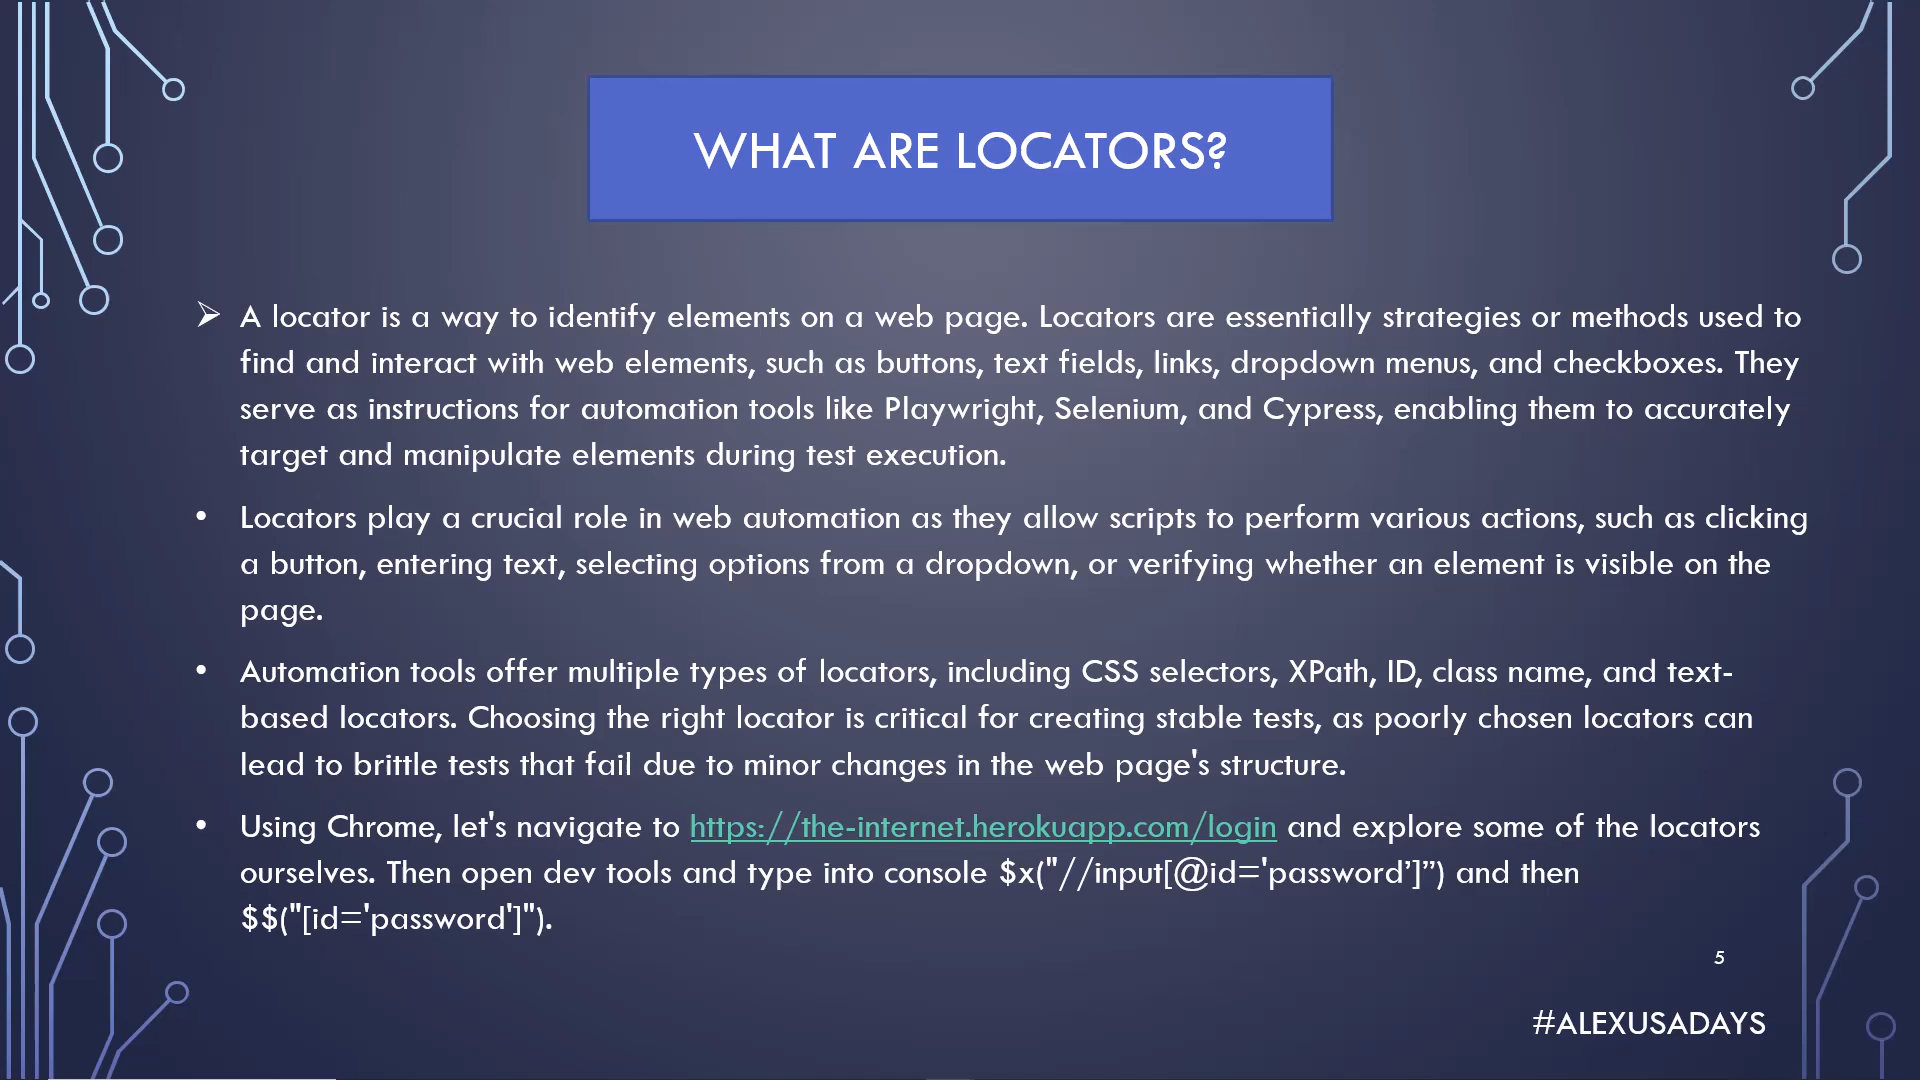 WHAT ARE LOCATORS?
➢ A locator is a way to identify elements on a web page. Locators are essentially strategies or methods used to
find and interact with web elements, such as buttons, text fields, links, dropdown menus, and checkboxes. They
serve as instructions for automation tools like Playwright, Selenium, and Cypress, enabling them to accurately
target and manipulate elements during test execution.
• Locators play a crucial role in web automation as they allow scripts to perform various actions, such as clicking
a button, entering text, selecting options from a dropdown, or verifying whether an element is visible on the
page.
• Automation tools offer multiple types of locators, including CSS selectors, XPath, ID, class name, and text-
based locators. Choosing the right locator is critical for creating stable tests, as poorly chosen locators can
lead to brittle tests that fail due to minor changes in the web page's structure.
• Using Chrome, let's navigate to https://the-internet.herokuapp.com/login and explore some of the locators
ourselves. Then open dev tools and type into console $x("//input[@id='password’]”) and then
$$("[id='password']").
5
#ALEXUSADAYS